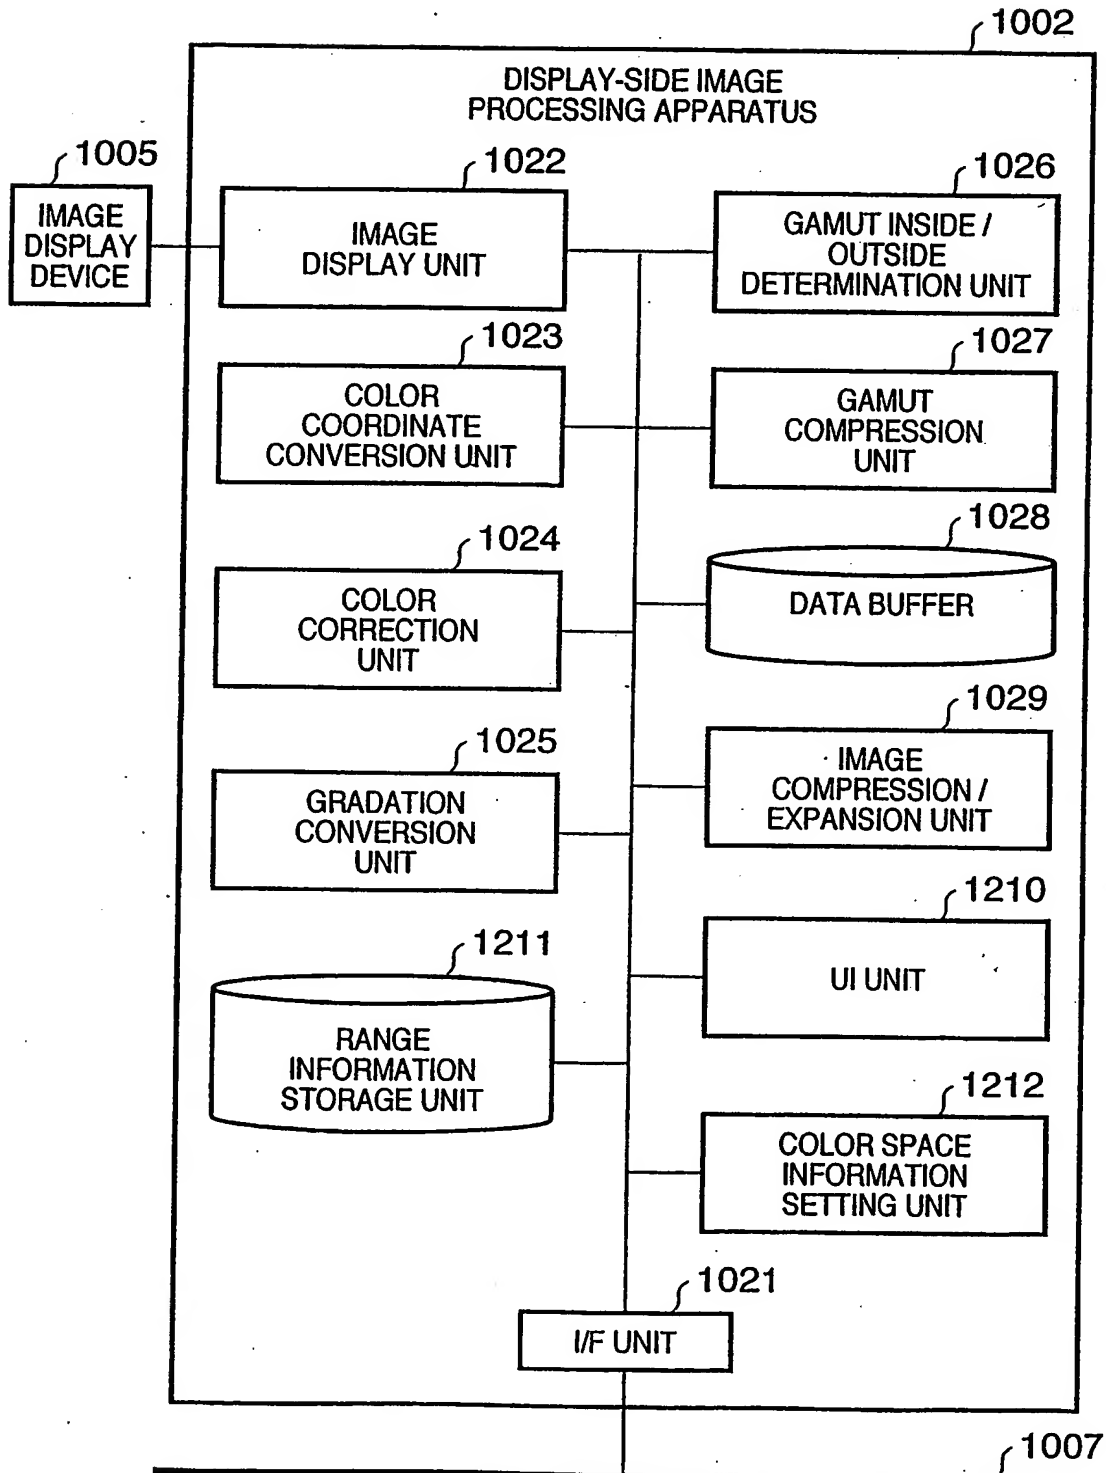 1002
DISPLAY-SIDE IMAGE
PROCESSING APPARATUS
1005
IMAGE
DISPLAY
DEVICE
1022
IMAGE
DISPLAY UNIT
1026
GAMUT INSIDE /
OUTSIDE
DETERMINATION UNIT
1023
COLOR
COORDINATE
CONVERSION UNIT
1027
GAMUT
COMPRESSION
UNIT
1024
COLOR
CORRECTION
UNIT
1028
DATA BUFFER
1025
GRADATION
CONVERSION
UNIT
1029
IMAGE
COMPRESSION /
EXPANSION UNIT
1211
RANGE
INFORMATION
STORAGE UNIT
1210
UI UNIT
1212
COLOR SPACE
INFORMATION
SETTING UNIT
1021
I/F UNIT
1007